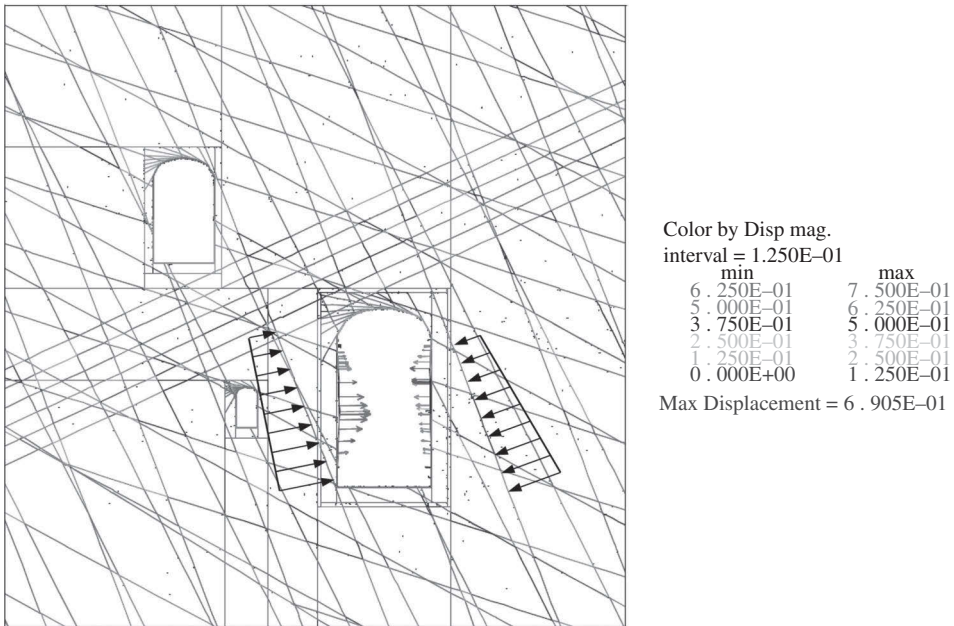 Color by Disp mag.
interval = 1.250E–01
min max
6 . 250E–01 7 . 500E–01
5 . 000E–01 6 . 250E–01
3 . 750E–01 5 . 000E–01
2 . 500E–01 3 . 750E–01
1 . 250E–01 2 . 500E–01
0 . 000E+00 1 . 250E–01
Max Displacement = 6 . 905E–01